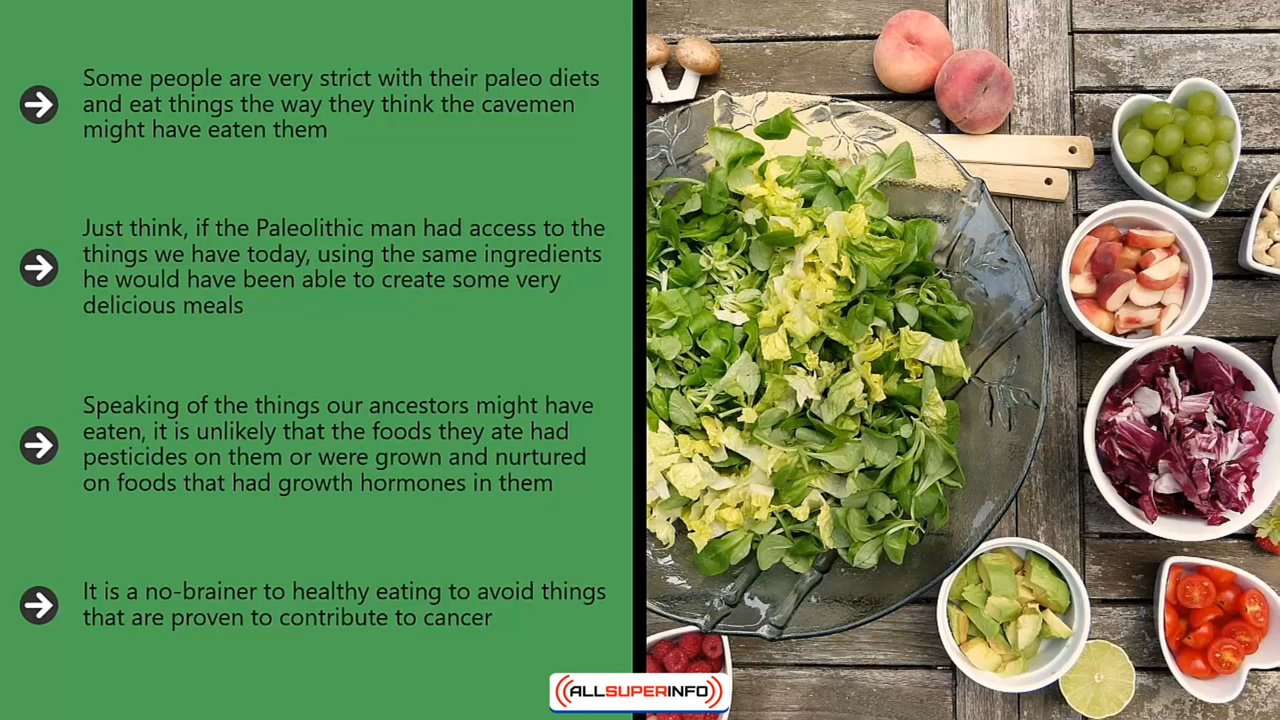 Some people are very strict with their paleo diets
and eat things the way they think the cavemen
might have eaten them
Just think, if the Paleolithic man had access to the
things we have today, using the same ingredients
he would have been able to create some very
delicious meals
Speaking of the things our ancestors might have
eaten, it is unlikely that the foods they ate had
pesticides on them or were grown and nurtured
on foods that had growth hormones in them
It is a no-brainer to healthy eating to avoid things
that are proven to contribute to cancer
ALLSUPERINFO